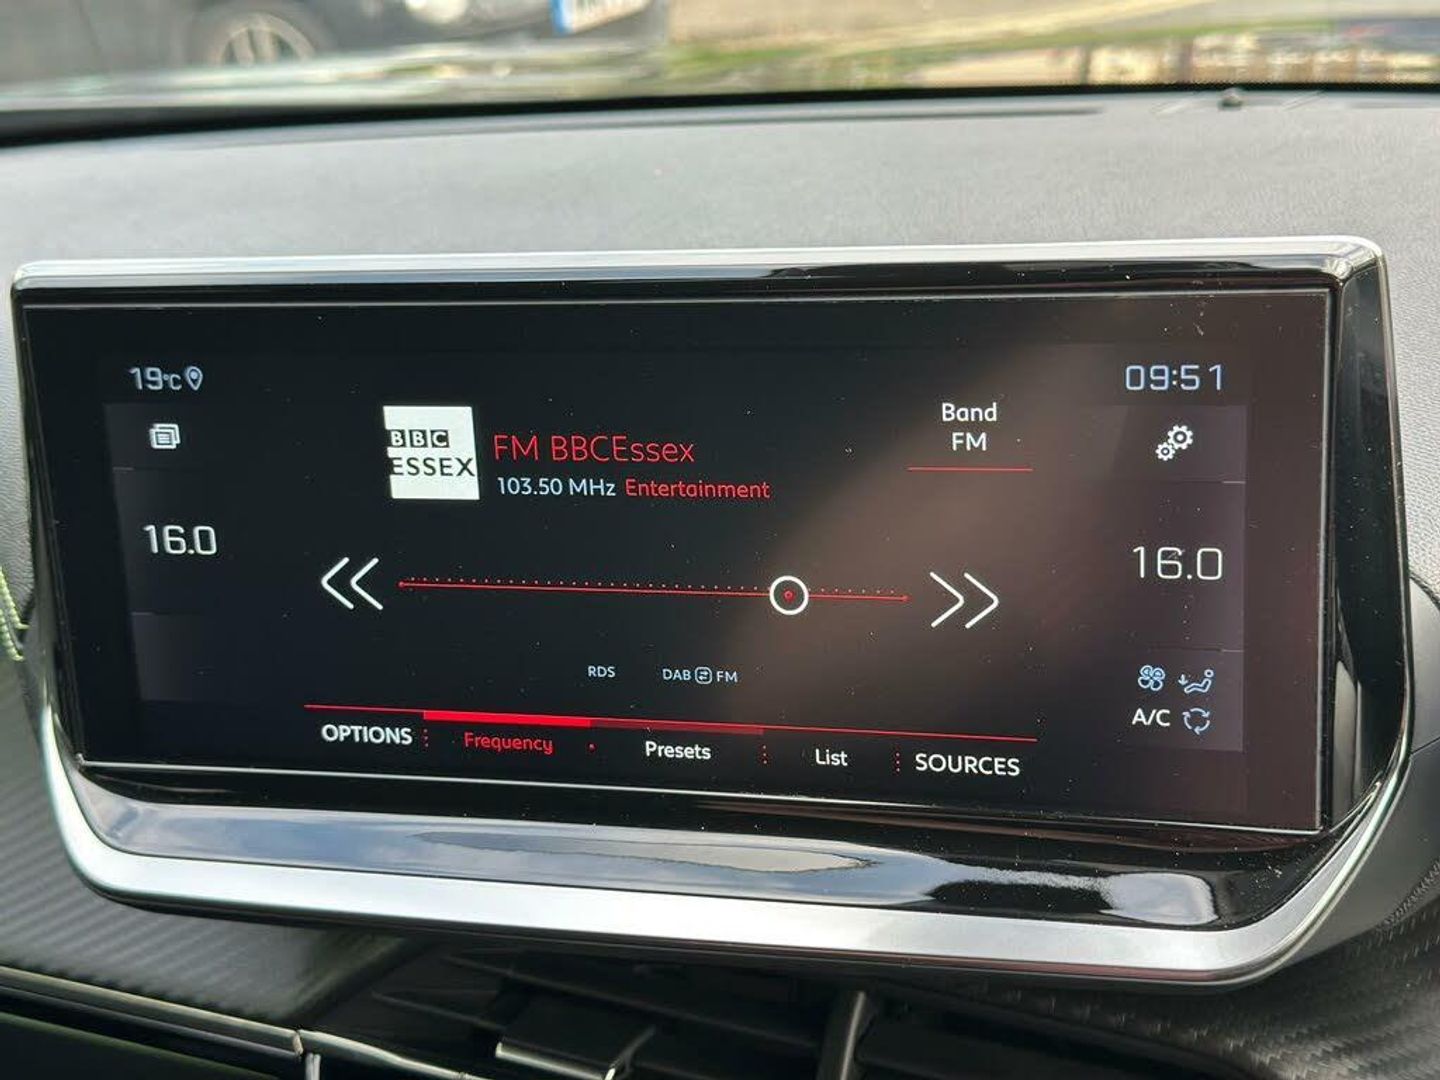 19°C
09:51
BBC
ESSEX
FM BBCEssex
103.50 MHz Entertainment
Band
FM
16.0
16.0
RDS
DAB FM
A/C
OPTIONS
Frequency
Presets
List
SOURCES